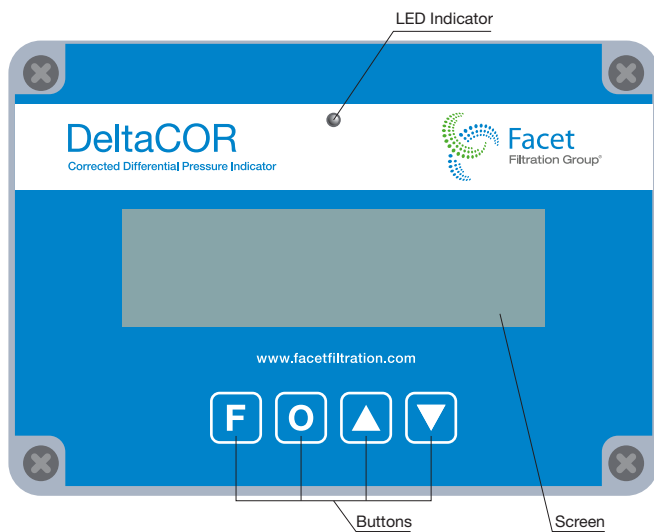 LED Indicator
DeltaCOR
Corrected Differential Pressure Indicator
Facet
Filtration Group®
www.facetfiltration.com
F O ▲ ▼
Buttons
Screen